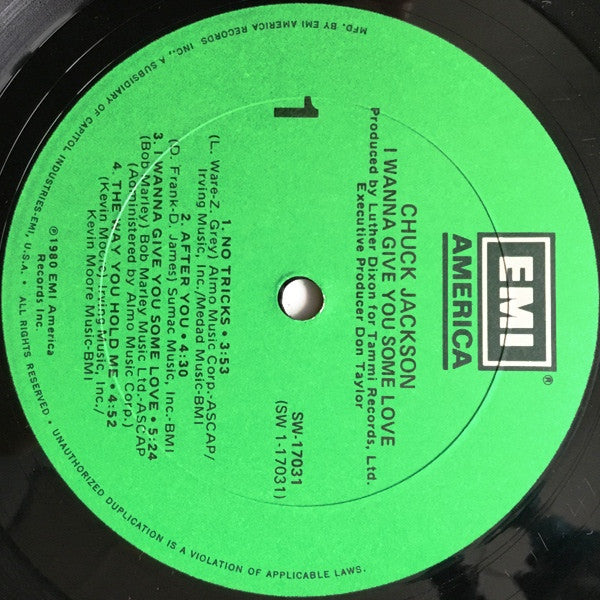 EMI®
AMERICA
CHUCK JACKSON
I WANNA GIVE YOU SOME LOVE
Produced by Luther Dixon for Tammi Records, Ltd.
Executive Producer Don Taylor
1
SW-17031
(SW 1-17031)
1. NO TRICKS • 3:53
(L. Ware-Z. Grey) Almo Music Corp.-ASCAP/
Irving Music, Inc./Medad Music-BMI
2. AFTER YOU • 4:30
(D. Frank-D. James) Sumac Music, Inc.-BMI
3. I WANNA GIVE YOU SOME LOVE • 5:24
(Bob Marley) Bob Marley Music Ltd.-ASCAP
(Administered by Almo Music Corp.)
4. THE WAY YOU HOLD ME • 4:52
(Kevin Moore) Irving Music, Inc./
Kevin Moore Music-BMI
℗1980 EMI America
Records Inc.
MFD. BY EMI AMERICA RECORDS INC., A SUBSIDIARY OF CAPITOL INDUSTRIES-EMI, U.S.A. • ALL RIGHTS RESERVED • UNAUTHORIZED DUPLICATION IS A VIOLATION OF APPLICABLE LAWS.